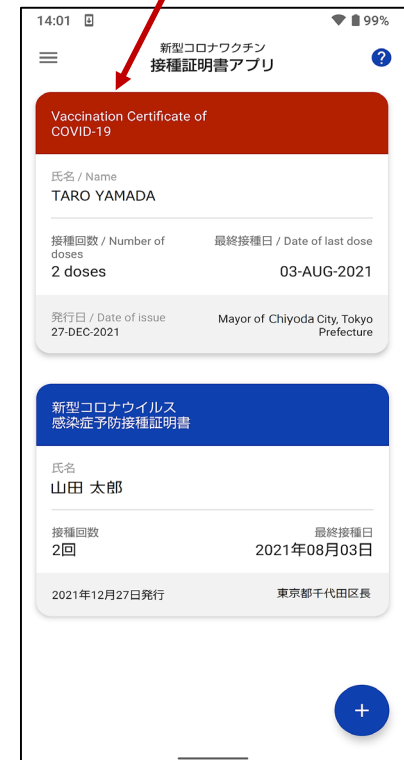 14:01 99%
新型コロナワクチン
接種証明書アプリ
?
Vaccination Certificate of
COVID-19
氏名 / Name
TARO YAMADA
接種回数 / Number of
doses
最終接種日 / Date of last dose
2 doses
03-AUG-2021
発行日 / Date of issue
27-DEC-2021
Mayor of Chiyoda City, Tokyo
Prefecture
新型コロナウイルス
感染症予防接種証明書
氏名
山田 太郎
接種回数
最終接種日
2回
2021年08月03日
2021年12月27日発行
東京都千代田区長
+